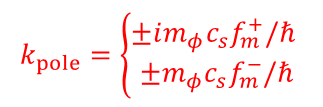 k_pole = { ±im_ϕ c_s f_m^+/ħ
±m_ϕ c_s f_m^-/ħ